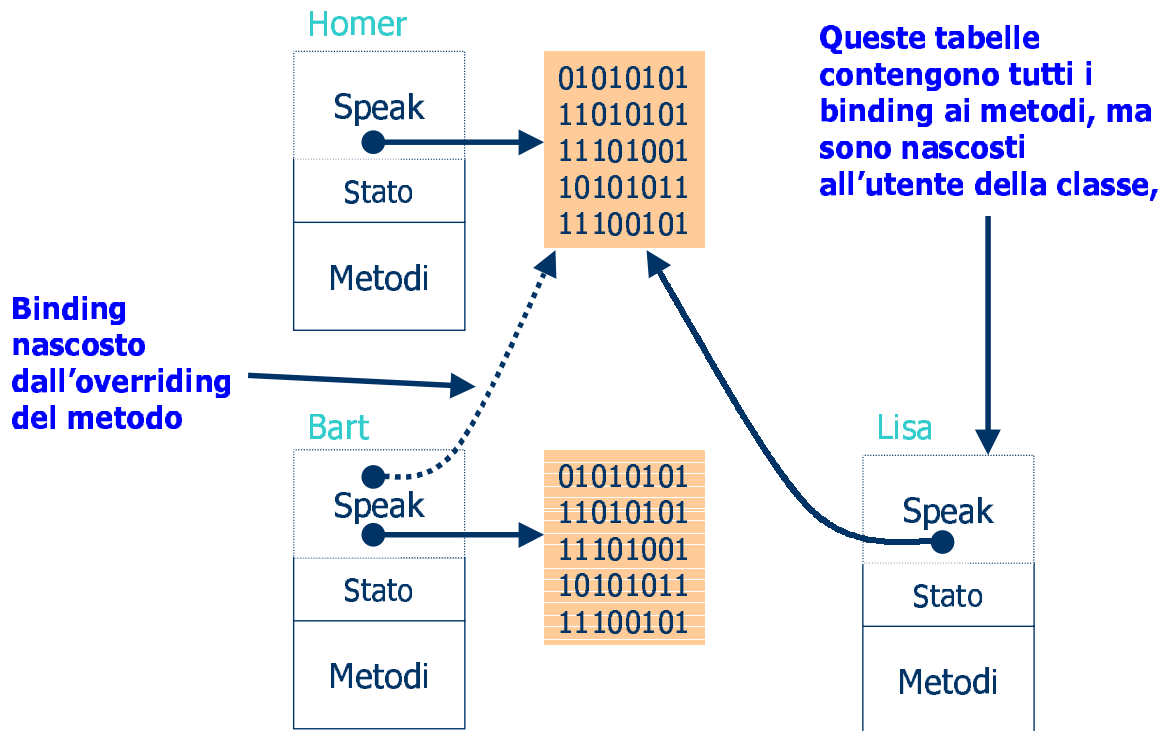 Homer
Speak
Stato
Metodi
01010101
11010101
11101001
10101011
11100101
Queste tabelle
contengono tutti i
binding ai metodi, ma
sono nascosti
all'utente della classe,
Binding
nascosto
dall'overriding
del metodo
Bart
Speak
Stato
Metodi
01010101
11010101
11101001
10101011
11100101
Lisa
Speak
Stato
Metodi